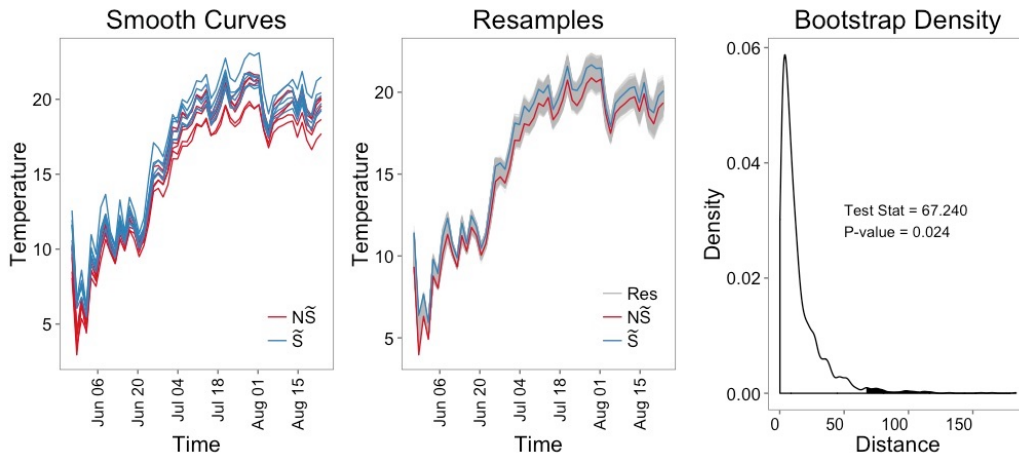 Smooth Curves
Temperature
20
15
10
5
NS̃
S̃
Jun 06
Jun 20
Jul 04
Jul 18
Aug 01
Aug 15
Time
Resamples
Temperature
20
15
10
5
Res
NS̃
S̃
Jun 06
Jun 20
Jul 04
Jul 18
Aug 01
Aug 15
Time
Bootstrap Density
Density
0.06
0.04
0.02
0.00
Test Stat = 67.240
P-value = 0.024
0
50
100
150
Distance